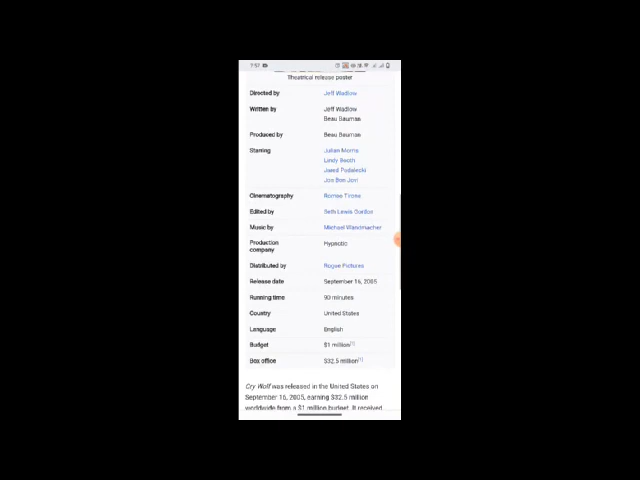 7:57
Theatrical release poster
Directed by Jeff Wadlow
Written by Jeff Wadlow
Beau Bauman
Produced by Beau Bauman
Starring Julian Morris
Lindy Booth
Jared Padalecki
Jon Bon Jovi
Cinematography Romeo Tirone
Edited by Seth Lewis Gordon
Music by Michael Wandmacher
Production
company Hypnotic
Distributed by Rogue Pictures
Release date September 16, 2005
Running time 90 minutes
Country United States
Language English
Budget $1 million[1]
Box office $32.5 million[1]
Cry Wolf was released in the United States on
September 16, 2005, earning $32.5 million
worldwide from a $1 million budget. It received